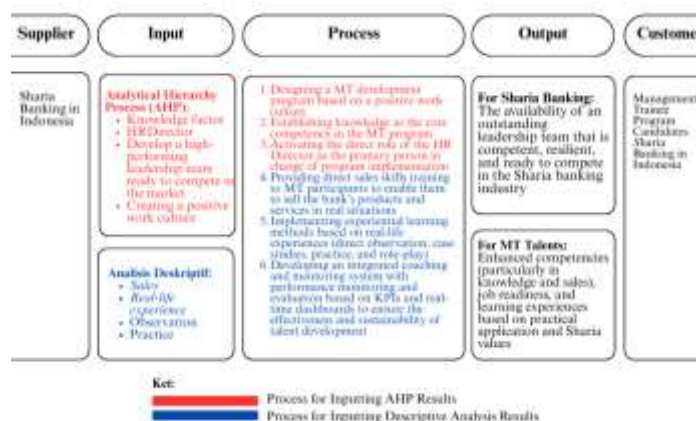 Supplier
Input
Process
Output
Custome
Sharia
Banking in
Indonesia
Analytical Hierarchy
Process (AHP):
• Knowledge factor
• HRDirector
• Develop a high-
performing
leadership team
ready to compete in
the market
• Creating a positive
work culture
Analisis Deskriptif:
• Sales
• Real-life
experience
• Observation
• Practice
1. Designing a MT development
program based on a positive work
culture
2. Establishing knowledge as the core
competency in the MT program
3. Activating the direct role of the HR
Director as the primary person in
charge of program implementation
4. Providing direct sales skills training
to MT participants to enable them
to sell the bank's products and
services in real situations
5. Implementing experiential learning
methods based on real-life
experiences (direct observation, case
studies, practice, and role-play)
6. Developing an integrated coaching
and mentoring system with
performance monitoring and
evaluation based on KPIs and real-
time dashboards to ensure the
effectiveness and sustainability of
talent development
For Sharia Banking:
The availability of an
outstanding
leadership team that is
competent, resilient,
and ready to compete
in the Sharia banking
industry
For MT Talents:
Enhanced competencies
(particularly in
knowledge and sales),
job readiness, and
learning experiences
based on practical
application and Sharia
values
Management
Trainee
Program
Candidates
Sharia
Banking in
Indonesia
Ket:
Process for Inputting AHP Results
Process for Inputting Descriptive Analysis Results